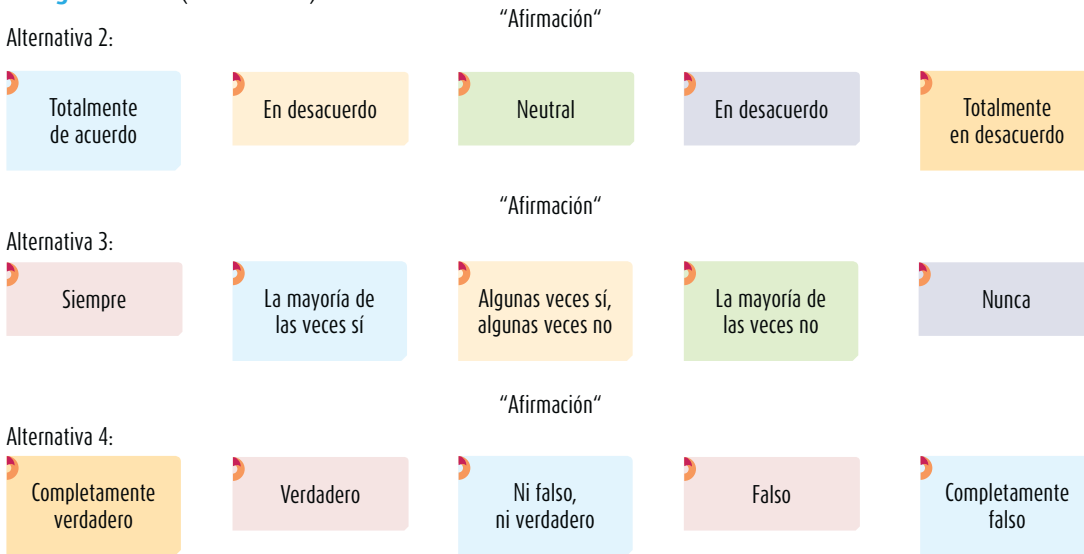 “Afirmación“
Alternativa 2:
Totalmente
de acuerdo
En desacuerdo
Neutral
En desacuerdo
Totalmente
en desacuerdo
“Afirmación“
Alternativa 3:
Siempre
La mayoría de
las veces sí
Algunas veces sí,
algunas veces no
La mayoría de
las veces no
Nunca
“Afirmación“
Alternativa 4:
Completamente
verdadero
Verdadero
Ni falso,
ni verdadero
Falso
Completamente
falso